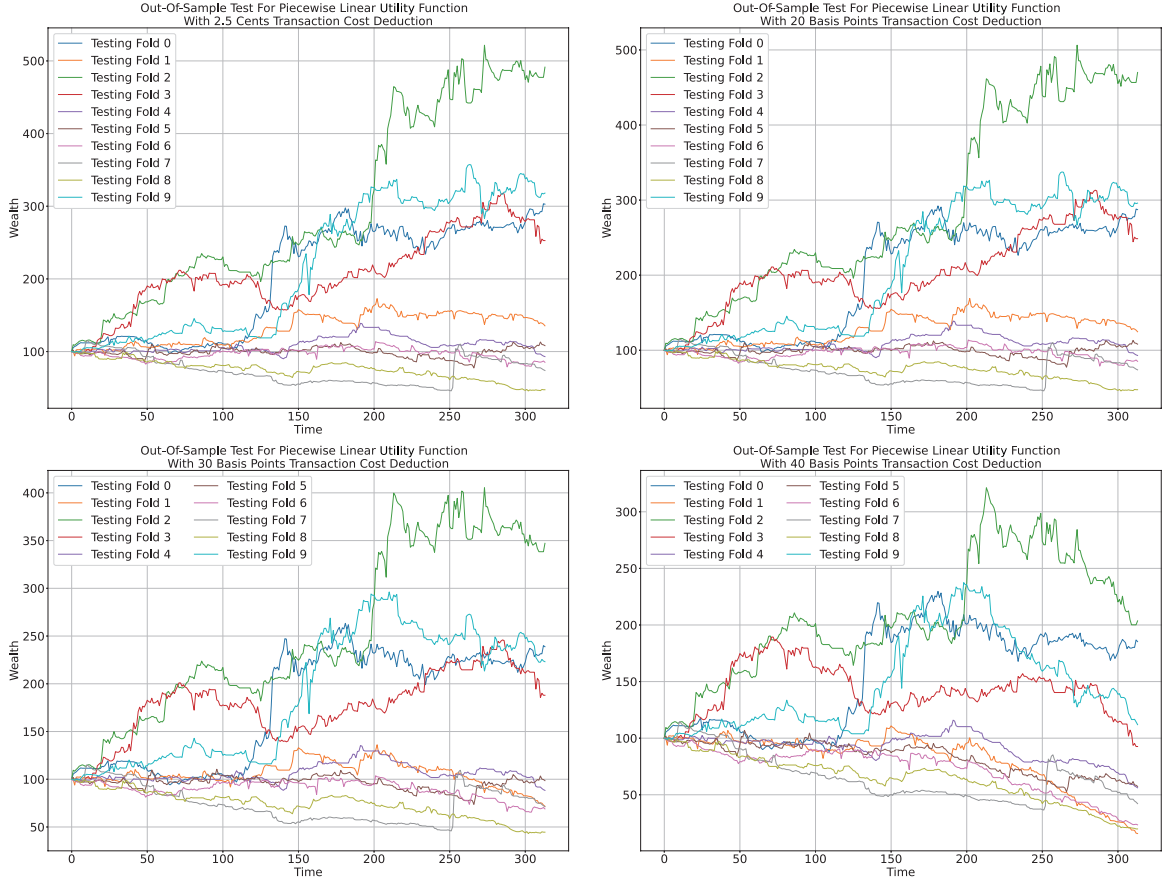 Out-Of-Sample Test For Piecewise Linear Utility Function
With 2.5 Cents Transaction Cost Deduction
Testing Fold 0
Testing Fold 1
Testing Fold 2
Testing Fold 3
Testing Fold 4
Testing Fold 5
Testing Fold 6
Testing Fold 7
Testing Fold 8
Testing Fold 9
500
400
300
200
100
Wealth
0 50 100 150 200 250 300
Time
Out-Of-Sample Test For Piecewise Linear Utility Function
With 20 Basis Points Transaction Cost Deduction
Testing Fold 0
Testing Fold 1
Testing Fold 2
Testing Fold 3
Testing Fold 4
Testing Fold 5
Testing Fold 6
Testing Fold 7
Testing Fold 8
Testing Fold 9
500
400
300
200
100
Wealth
0 50 100 150 200 250 300
Time
Out-Of-Sample Test For Piecewise Linear Utility Function
With 30 Basis Points Transaction Cost Deduction
Testing Fold 0 Testing Fold 5
Testing Fold 1 Testing Fold 6
Testing Fold 2 Testing Fold 7
Testing Fold 3 Testing Fold 8
Testing Fold 4 Testing Fold 9
400
350
300
250
200
150
100
50
Wealth
0 50 100 150 200 250 300
Time
Out-Of-Sample Test For Piecewise Linear Utility Function
With 40 Basis Points Transaction Cost Deduction
Testing Fold 0 Testing Fold 5
Testing Fold 1 Testing Fold 6
Testing Fold 2 Testing Fold 7
Testing Fold 3 Testing Fold 8
Testing Fold 4 Testing Fold 9
300
250
200
150
100
50
Wealth
0 50 100 150 200 250 300
Time